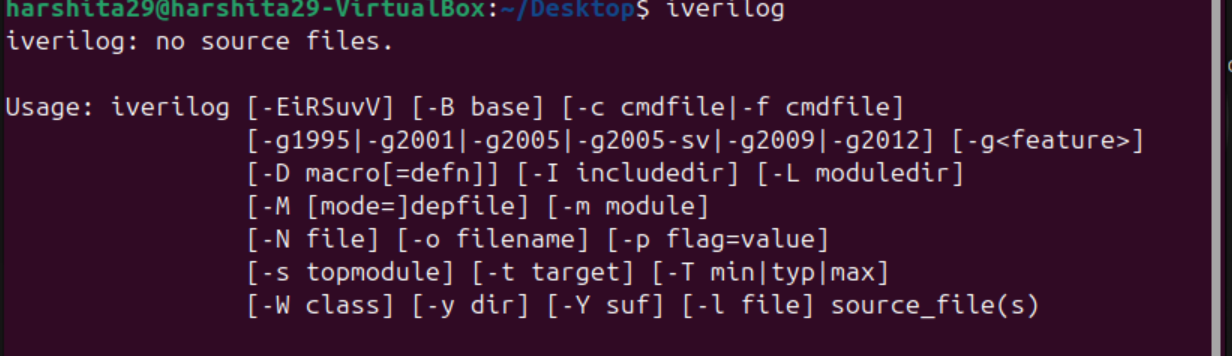 harshita29@harshita29-VirtualBox:~/Desktop$ iverilog
iverilog: no source files.
Usage: iverilog [-EiRSuvV] [-B base] [-c cmdfile|-f cmdfile]
[-g1995|-g2001|-g2005|-g2005-sv|-g2009|-g2012] [-g<feature>]
[-D macro[=defn]] [-I includedir] [-L moduledir]
[-M [mode=]depfile] [-m module]
[-N file] [-o filename] [-p flag=value]
[-s topmodule] [-t target] [-T min|typ|max]
[-W class] [-y dir] [-Y suf] [-l file] source_file(s)